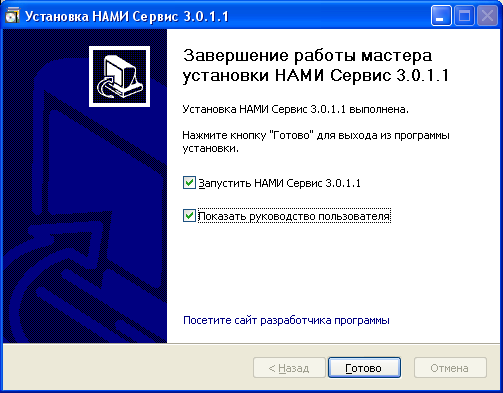 Установка НАМИ Сервис 3.0.1.1
Завершение работы мастера
установки НАМИ Сервис 3.0.1.1
Установка НАМИ Сервис 3.0.1.1 выполнена.
Нажмите кнопку "Готово" для выхода из программы
установки.
Запустить НАМИ Сервис 3.0.1.1
Показать руководство пользователя
Посетите сайт разработчика программы
< Назад
Готово
Отмена